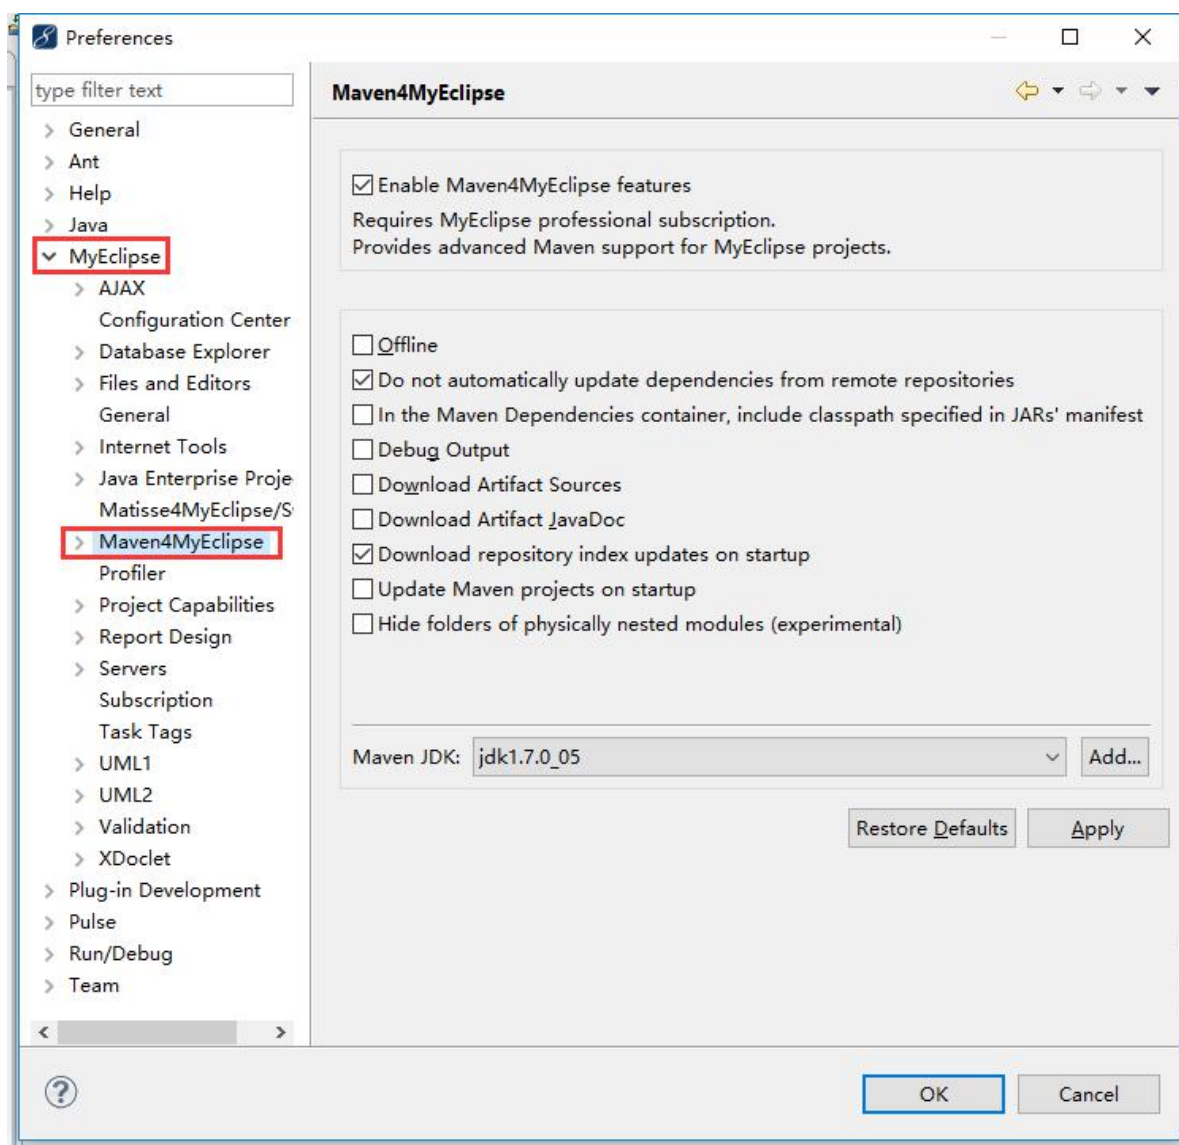 Preferences
type filter text
General
Ant
Help
Java
MyEclipse
AJAX
Configuration Center
Database Explorer
Files and Editors
General
Internet Tools
Java Enterprise Proje
Matisse4MyEclipse/S
Maven4MyEclipse
Profiler
Project Capabilities
Report Design
Servers
Subscription
Task Tags
UML1
UML2
Validation
XDoclet
Plug-in Development
Pulse
Run/Debug
Team
Maven4MyEclipse
Enable Maven4MyEclipse features
Requires MyEclipse professional subscription.
Provides advanced Maven support for MyEclipse projects.
Offline
Do not automatically update dependencies from remote repositories
In the Maven Dependencies container, include classpath specified in JARs' manifest
Debug Output
Download Artifact Sources
Download Artifact JavaDoc
Download repository index updates on startup
Update Maven projects on startup
Hide folders of physically nested modules (experimental)
Maven JDK: jdk1.7.0_05 Add...
Restore Defaults Apply
OK Cancel